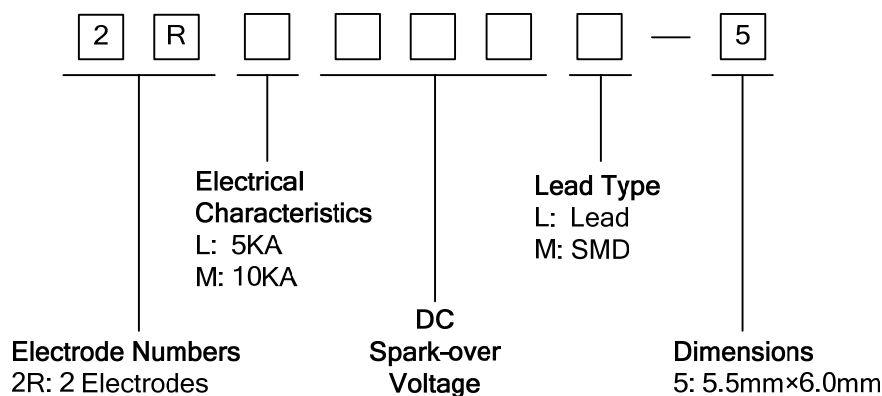 2 R — 5
Electrical
Characteristics
L: 5KA
M: 10KA
Lead Type
L: Lead
M: SMD
Electrode Numbers
2R: 2 Electrodes
DC
Spark-over
Voltage
Dimensions
5: 5.5mm×6.0mm